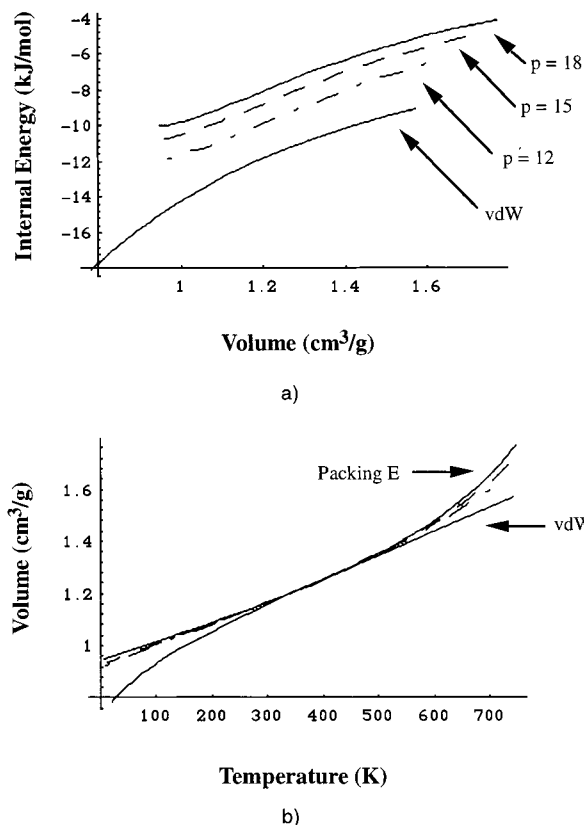 -4
-6
-8
-10
-12
-14
-16
Internal Energy (kJ/mol)
p = 18
p = 15
p = 12
vdW
1 1.2 1.4 1.6
Volume (cm³/g)
a)
Volume (cm³/g)
1.6
1.4
1.2
1
Packing E
vdW
100 200 300 400 500 600 700
Temperature (K)
b)